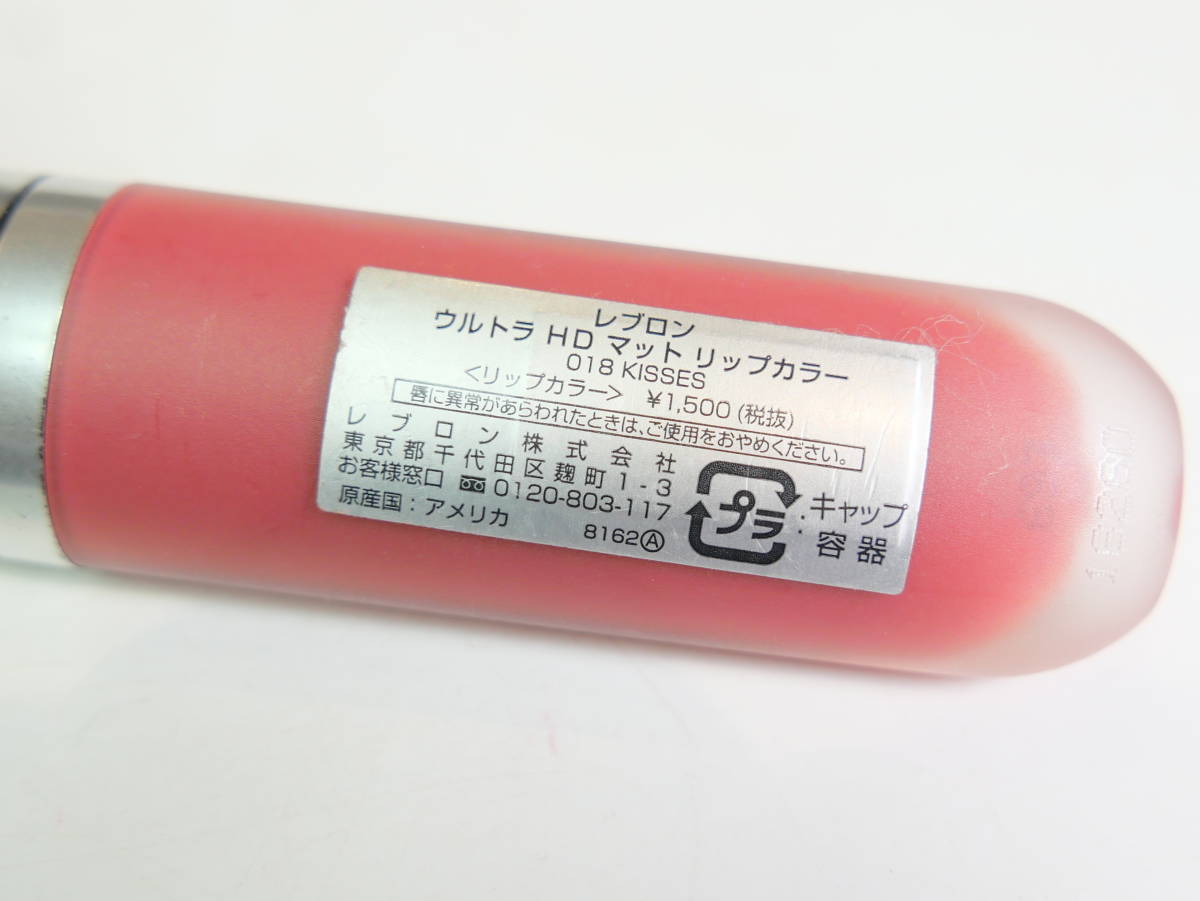 レブロン
ウルトラ HD マット リップカラー
018 KISSES
<リップカラー> ¥1,500 (税抜)
唇に異常があらわれたときは、ご使用をおやめください。
レブロン株式会社
東京都千代田区麹町1-3
お客様窓口 0120-803-117
原産国：アメリカ
8162Ⓐ
プラ
:キャップ
容器